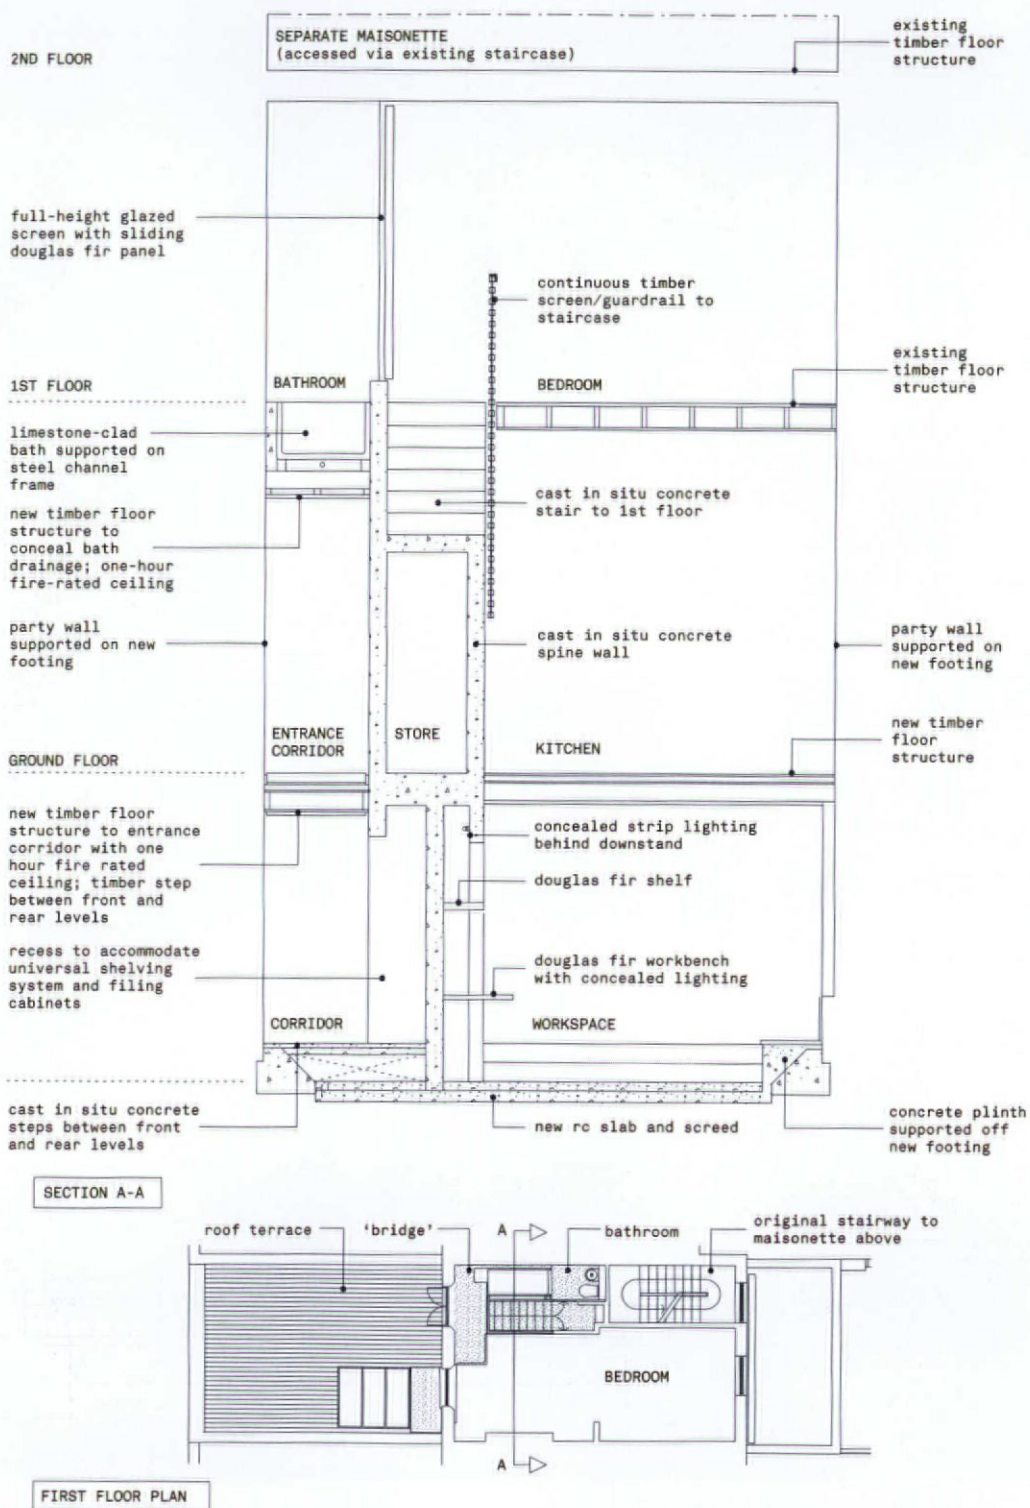 SEPARATE MAISONETTE
(accessed via existing staircase)
existing
timber floor
structure
2ND FLOOR
full-height glazed
screen with sliding
douglas fir panel
continuous timber
screen/guardrail to
staircase
existing
timber floor
structure
1ST FLOOR
BATHROOM
BEDROOM
limestone-clad
bath supported on
steel channel
frame
cast in situ concrete
stair to 1st floor
new timber floor
structure to
conceal bath
drainage; one-hour
fire-rated ceiling
party wall
supported on new
footing
cast in situ concrete
spine wall
party wall
supported on
new footing
ENTRANCE
CORRIDOR
STORE
KITCHEN
new timber
floor
structure
GROUND FLOOR
new timber floor
structure to entrance
corridor with one
hour fire rated
ceiling; timber step
between front and
rear levels
concealed strip lighting
behind downstand
douglas fir shelf
recess to accommodate
universal shelving
system and filing
cabinets
douglas fir workbench
with concealed lighting
CORRIDOR
WORKSPACE
cast in situ concrete
steps between front
and rear levels
new rc slab and screed
concrete plinth
supported off
new footing
SECTION A-A
roof terrace
'bridge'
A
bathroom
original stairway to
maisonette above
BEDROOM
A
FIRST FLOOR PLAN